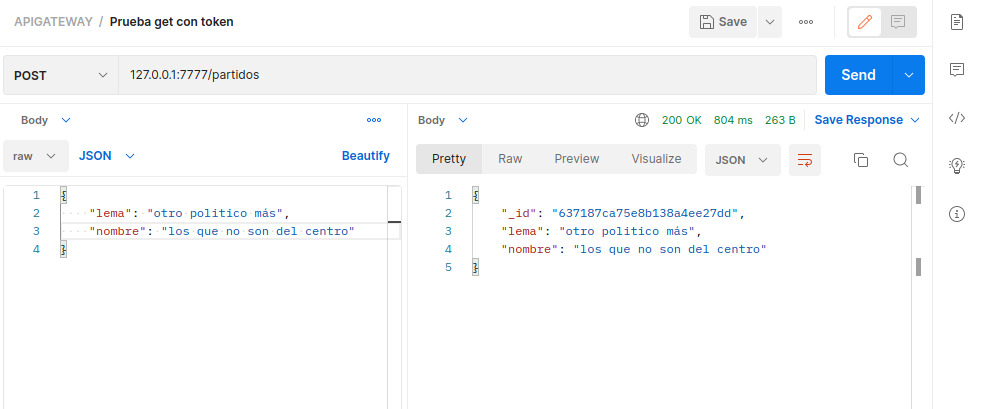 APIGATEWAY / Prueba get con token
Save
POST 127.0.0.1:7777/partidos
Send
Body
Body 200 OK 804 ms 263 B Save Response
raw JSON Beautify
Pretty Raw Preview Visualize JSON
1 {
2 "lema": "otro politico más",
3 "nombre": "los que no son del centro"
4 }
1 {
2 "_id": "637187ca75e8b138a4ee27dd",
3 "lema": "otro politico más",
4 "nombre": "los que no son del centro"
5 }